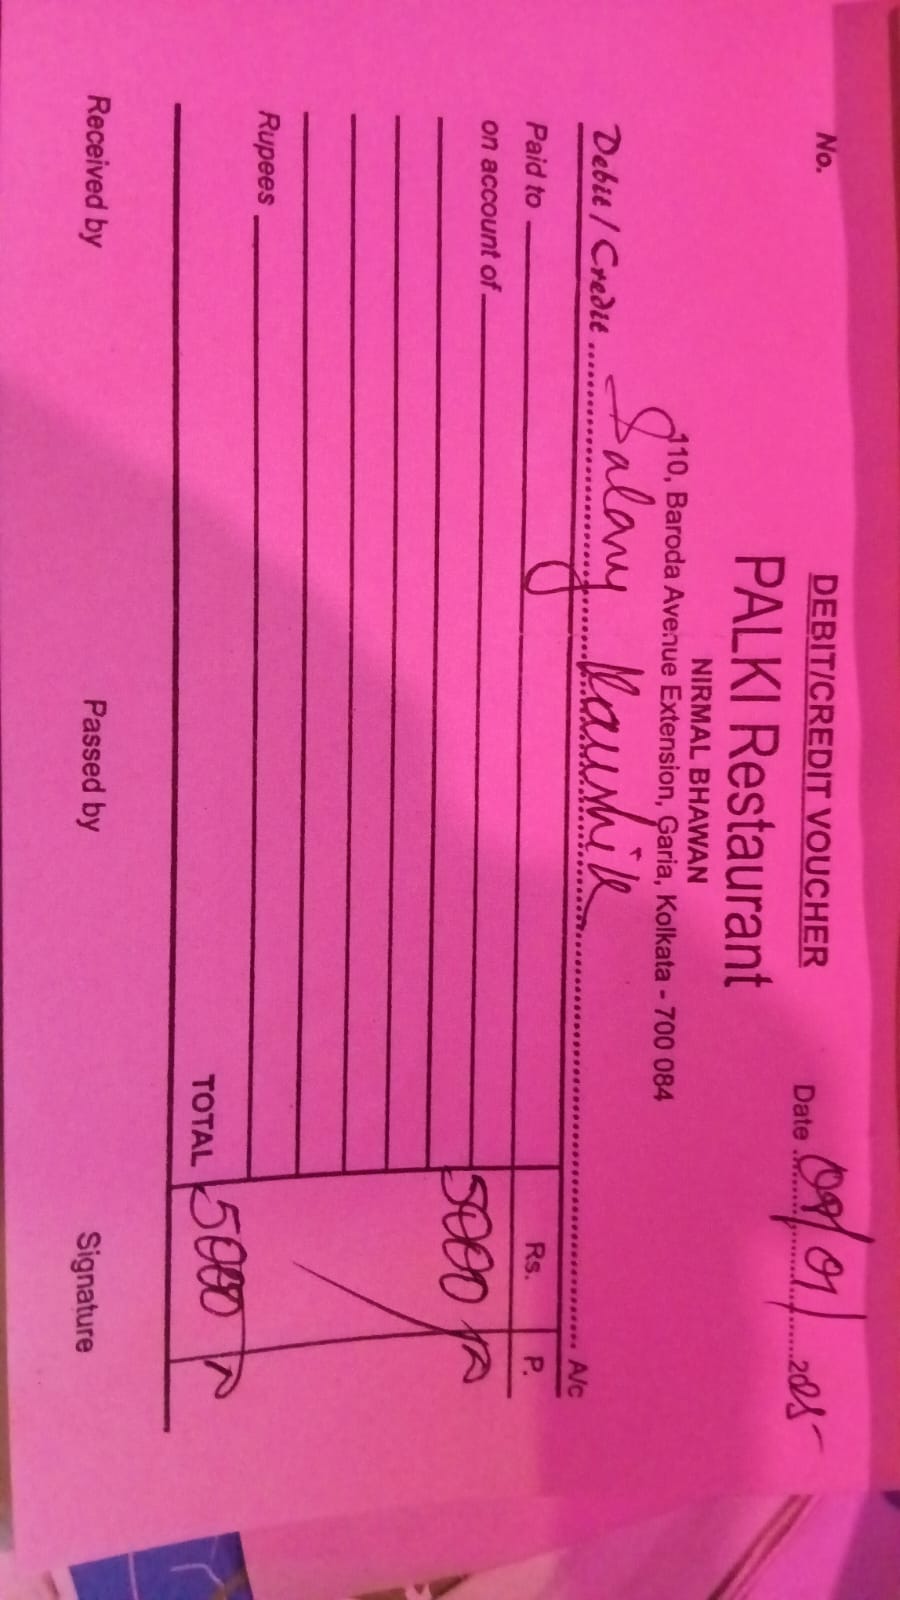 DEBIT/CREDIT VOUCHER
No.
PALKI Restaurant
Date 09/01/2025
NIRMAL BHAWAN
110, Baroda Avenue Extension, Garia, Kolkata - 700 084
Debit / Credit Salary Koushik A/c
Paid to
Rs. P.
on account of
5000
Rupees
TOTAL 5000
Received by Passed by Signature